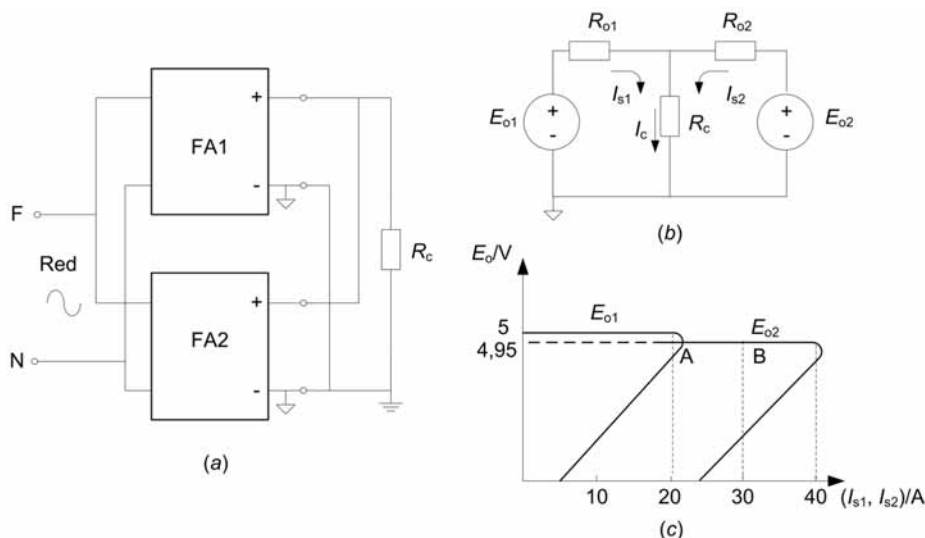 FA1
+
-
F
Red
N
FA2
+
-
Rc
(a)
Ro1
Ro2
Is1
Is2
Eo1
+
-
Ic
Rc
+
-
Eo2
(b)
Eo/V
5
4,95
Eo1
Eo2
A
B
10
20
30
40
(Is1, Is2)/A
(c)